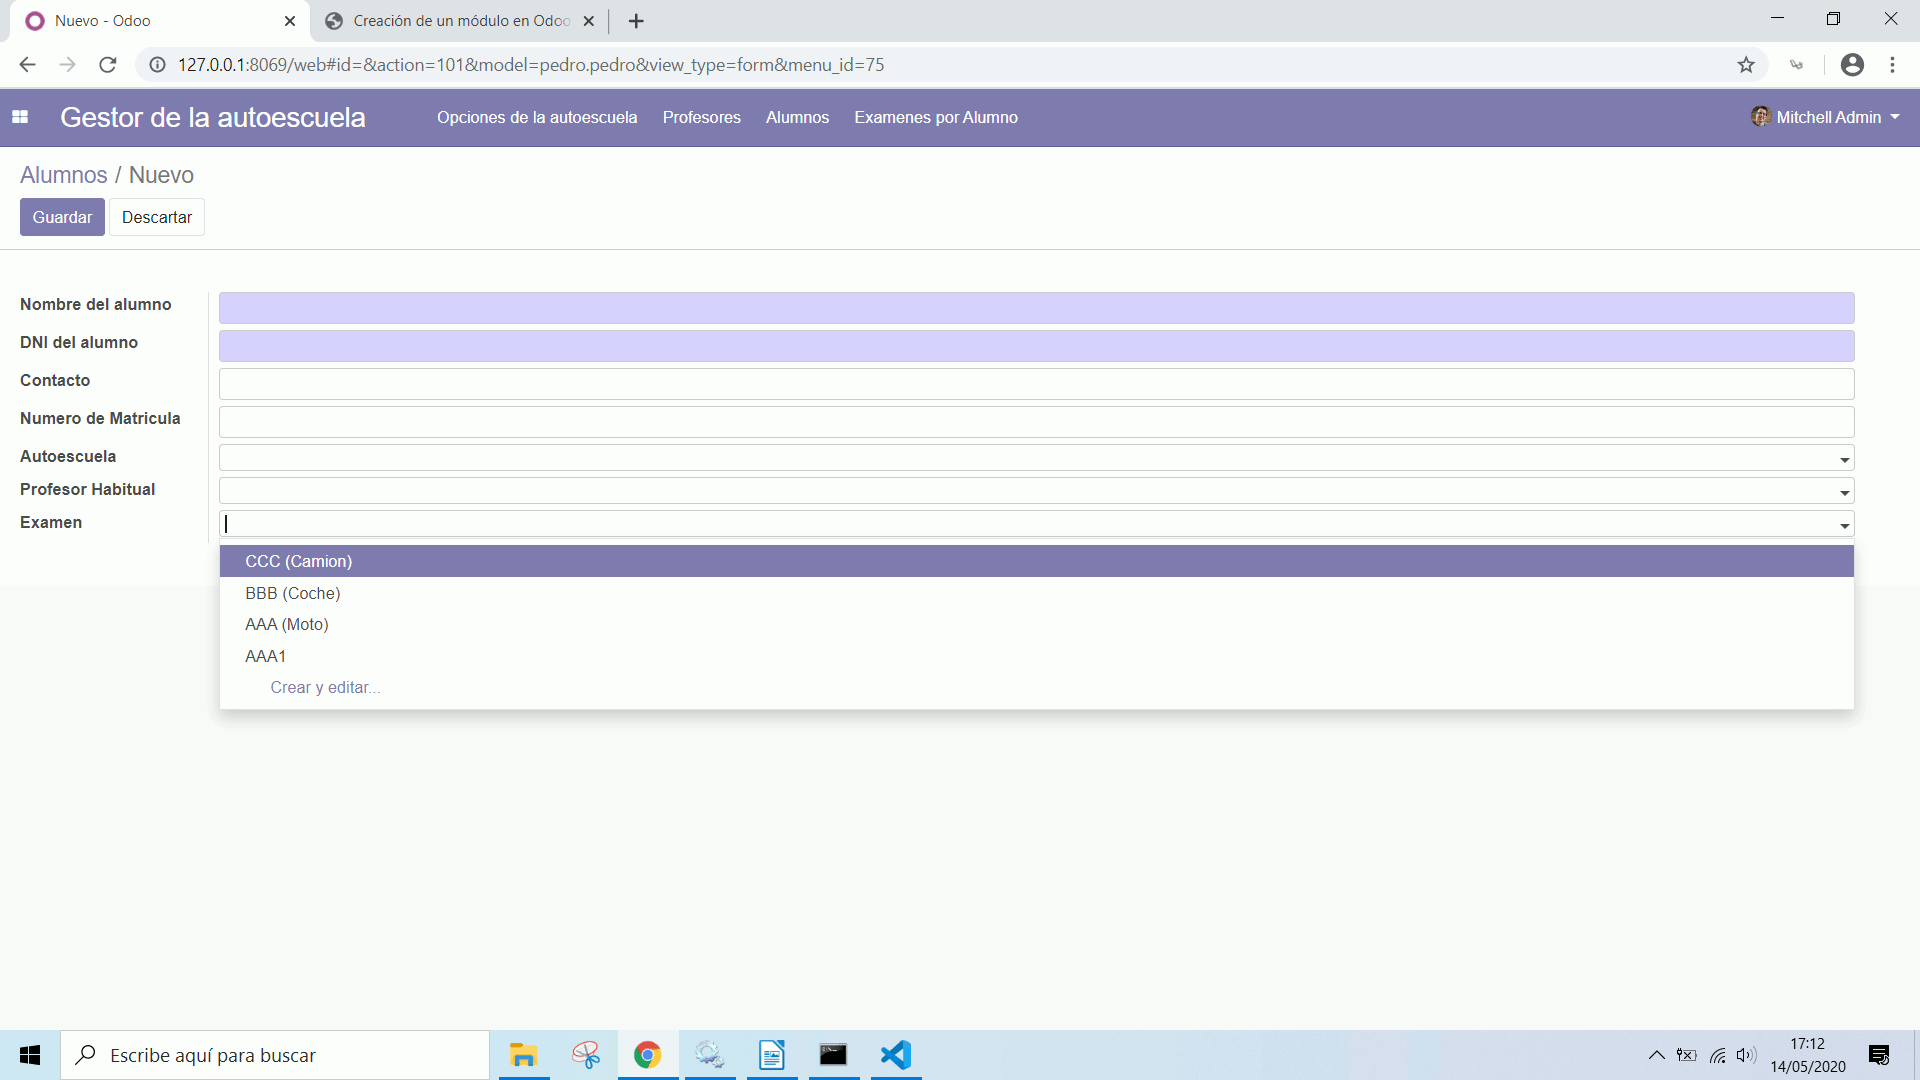 Nuevo - Odoo
Creación de un módulo en Odoo
127.0.0.1:8069/web#id=&action=101&model=pedro.pedro&view_type=form&menu_id=75
Gestor de la autoescuela
Opciones de la autoescuela
Profesores
Alumnos
Examenes por Alumno
Mitchell Admin
Alumnos / Nuevo
Guardar
Descartar
Nombre del alumno
DNI del alumno
Contacto
Numero de Matricula
Autoescuela
Profesor Habitual
Examen
CCC (Camion)
BBB (Coche)
AAA (Moto)
AAA1
Crear y editar...
Escribe aquí para buscar
17:12
14/05/2020